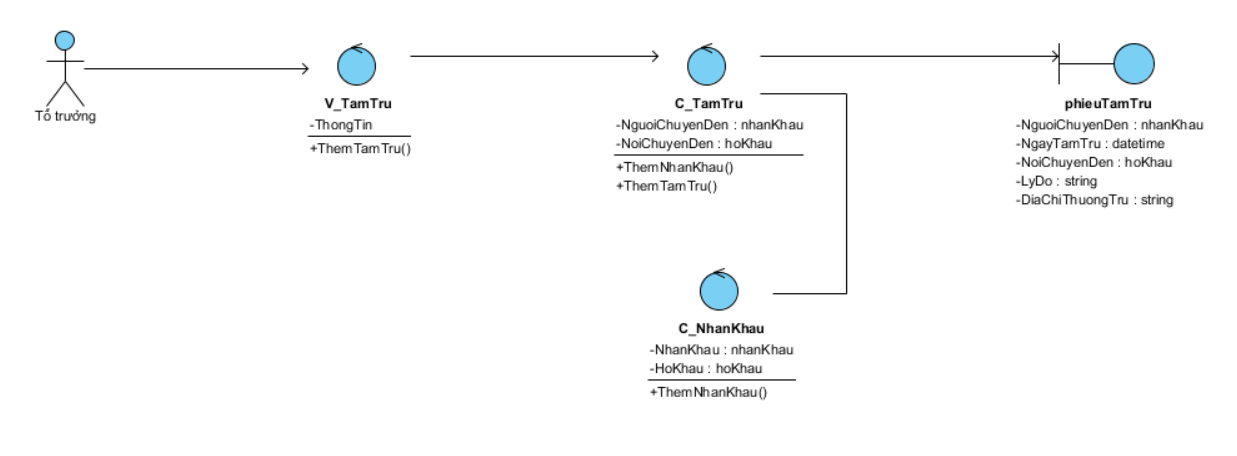 Tổ trưởng
V_TamTru
-ThongTin
+ThemTamTru()
C_TamTru
-NguoiChuyenDen : nhanKhau
-NoiChuyenDen : hoKhau
+ThemNhanKhau()
+ThemTamTru()
phieuTamTru
-NguoiChuyenDen : nhanKhau
-NgayTamTru : datetime
-NoiChuyenDen : hoKhau
-LyDo : string
-DiaChiThuongTru : string
C_NhanKhau
-NhanKhau : nhanKhau
-HoKhau : hoKhau
+ThemNhanKhau()